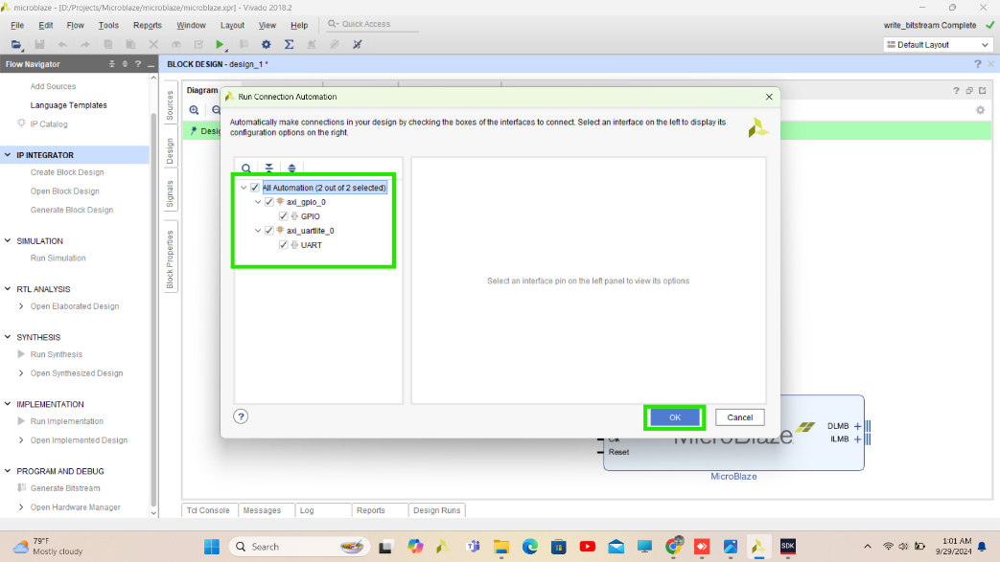 microblaze - [D:/Projects/Microblaze/microblaze/microblaze.xpr] - Vivado 2018.2
File Edit Flow Tools Reports Window Layout View Help Quick Access
write_bitstream Complete
Default Layout
Flow Navigator
BLOCK DESIGN - design_1 *
Add Sources
Language Templates
IP Catalog
IP INTEGRATOR
Create Block Design
Open Block Design
Generate Block Design
SIMULATION
Run Simulation
RTL ANALYSIS
Open Elaborated Design
SYNTHESIS
Run Synthesis
Open Synthesized Design
IMPLEMENTATION
Run Implementation
Open Implemented Design
PROGRAM AND DEBUG
Generate Bitstream
Open Hardware Manager
Sources
Design
Signals
Block Properties
Diagram
Run Connection Automation
Automatically make connections in your design by checking the boxes of the interfaces to connect. Select an interface on the left to display its
configuration options on the right.
All Automation (2 out of 2 selected)
axi_gpio_0
GPIO
axi_uartlite_0
UART
Select an interface pin on the left panel to view its options
OK
Cancel
DLMB
ILMB
Clk
Reset
MicroBlaze
MicroBlaze
Tcl Console Messages Log Reports Design Runs
79°F
Mostly cloudy
Search
SDK
1:01 AM
9/29/2024